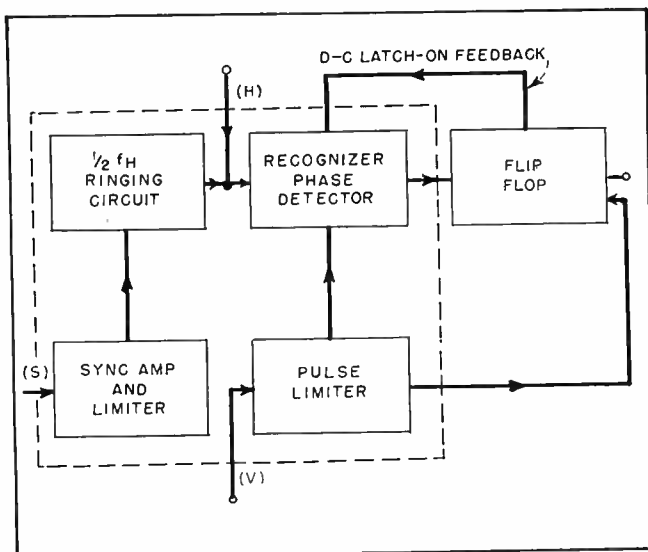 D-C LATCH-ON FEEDBACK
(H)
1/2 fH
RINGING
CIRCUIT
RECOGNIZER
PHASE
DETECTOR
FLIP
FLOP
(S)
SYNC AMP
AND
LIMITER
PULSE
LIMITER
(V)